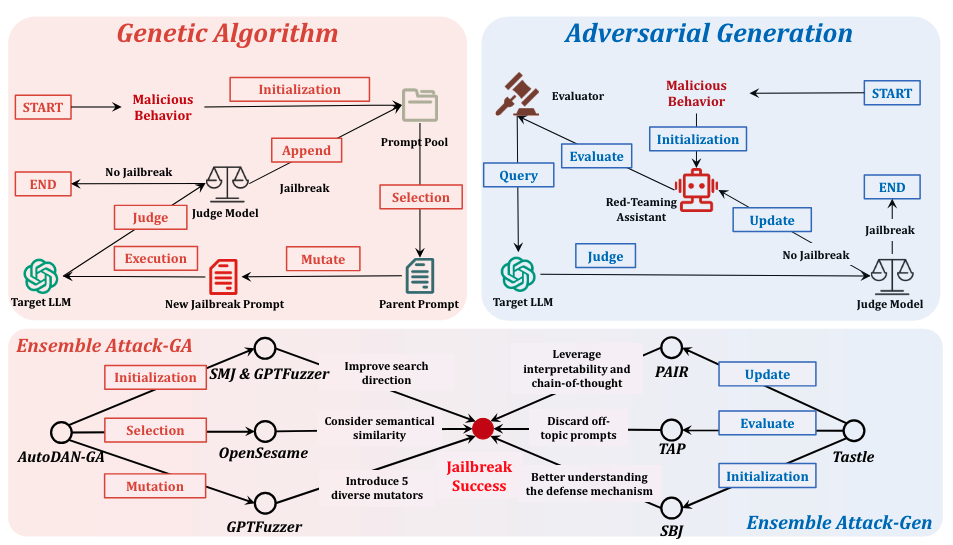 Genetic Algorithm
START
Malicious
Behavior
Initialization
Prompt Pool
Append
Jailbreak
No Jailbreak
END
Judge Model
Selection
Judge
Execution
Mutate
Target LLM
New Jailbreak Prompt
Parent Prompt
Adversarial Generation
Evaluator
Malicious
Behavior
START
Initialization
Evaluate
Query
Red-Teaming
Assistant
END
Update
Jailbreak
No Jailbreak
Judge
Target LLM
Judge Model
Ensemble Attack-GA
Initialization
SMJ & GPTFuzzer
Improve search
direction
Selection
AutoDAN-GA
OpenSesame
Consider semantical
similarity
Mutation
GPTFuzzer
Introduce 5
diverse mutators
Jailbreak
Success
Leverage
interpretability and
chain-of-thought
PAIR
Update
Discard off-
topic prompts
TAP
Evaluate
Tastle
Better understanding
the defense mechanism
SBJ
Initialization
Ensemble Attack-Gen